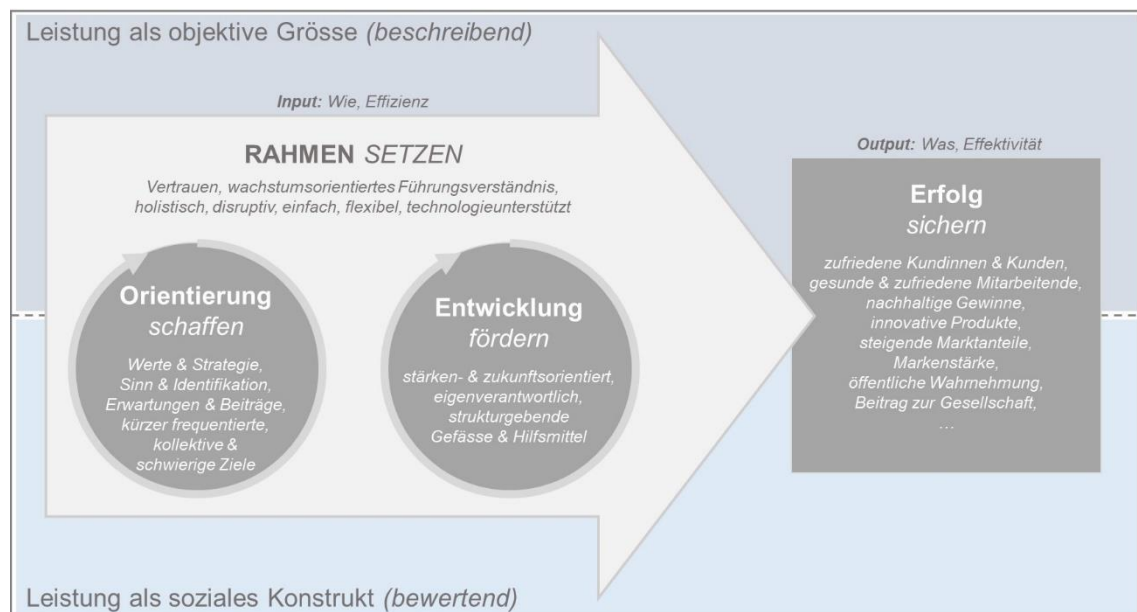 Leistung als objektive Grösse (beschreibend)
Input: Wie, Effizienz
RAHMEN SETZEN
Vertrauen, wachstumsorientiertes Führungsverständnis,
holistisch, disruptiv, einfach, flexibel, technologieunterstützt
Orientierung
schaffen
Werte & Strategie,
Sinn & Identifikation,
Erwartungen & Beiträge,
kürzer frequentierte,
kollektive &
schwierige Ziele
Entwicklung
fördern
stärken- & zukunftsorientiert,
eigenverantwortlich,
strukturgebende
Gefässe & Hilfsmittel
Output: Was, Effektivität
Erfolg
sichern
zufriedene Kundinnen & Kunden,
gesunde & zufriedene Mitarbeitende,
nachhaltige Gewinne,
innovative Produkte,
steigende Marktanteile,
Markenstärke,
öffentliche Wahrnehmung,
Beitrag zur Gesellschaft,
…
Leistung als soziales Konstrukt (bewertend)